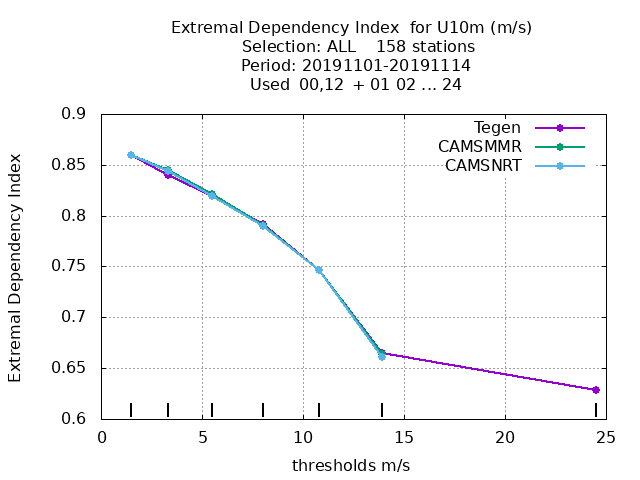 Extremal Dependency Index  for U10m (m/s)
Selection: ALL    158 stations
Period: 20191101-20191114
Used  00,12  + 01 02 ... 24
Tegen
CAMSMMR
CAMSNRT
Extremal Dependency Index
0.9
0.85
0.8
0.75
0.7
0.65
0.6
0 5 10 15 20 25
thresholds m/s